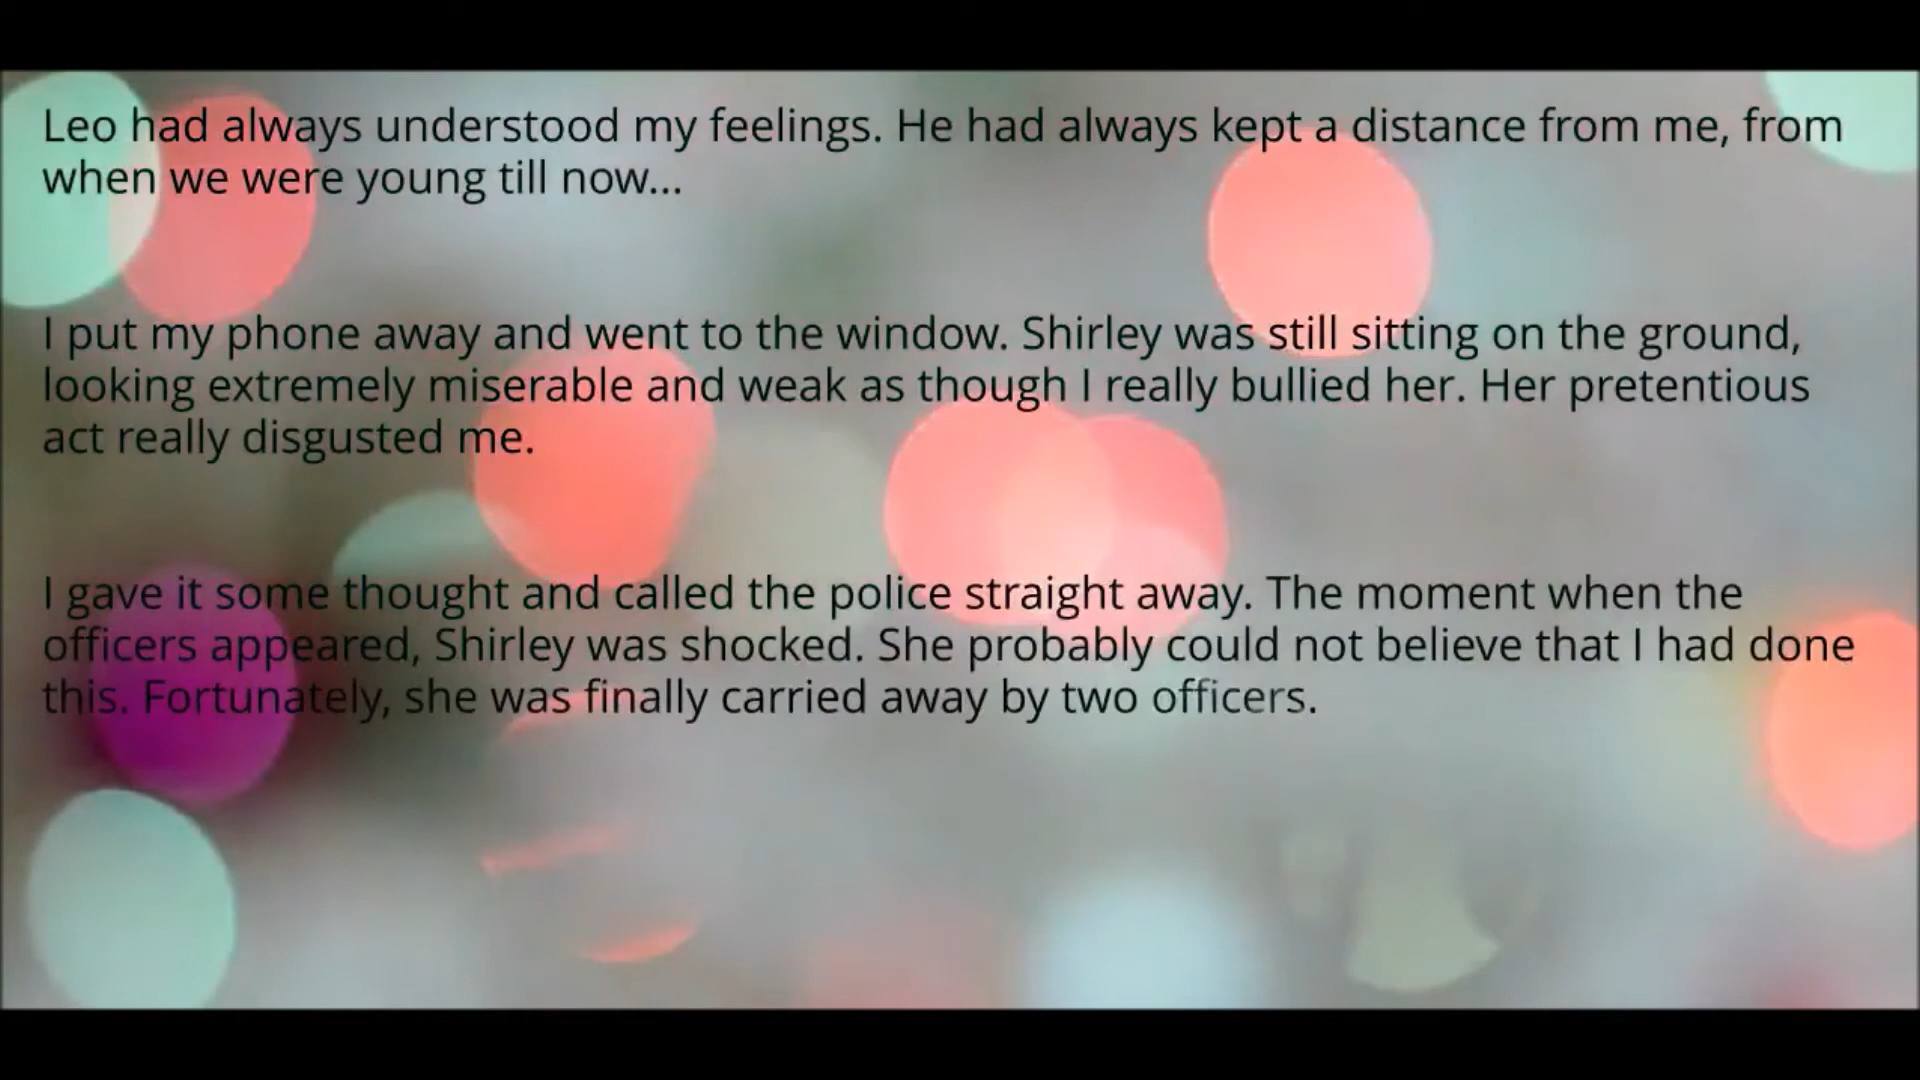 Leo had always understood my feelings. He had always kept a distance from me, from
when we were young till now...
I put my phone away and went to the window. Shirley was still sitting on the ground,
looking extremely miserable and weak as though I really bullied her. Her pretentious
act really disgusted me.
I gave it some thought and called the police straight away. The moment when the
officers appeared, Shirley was shocked. She probably could not believe that I had done
this. Fortunately, she was finally carried away by two officers.